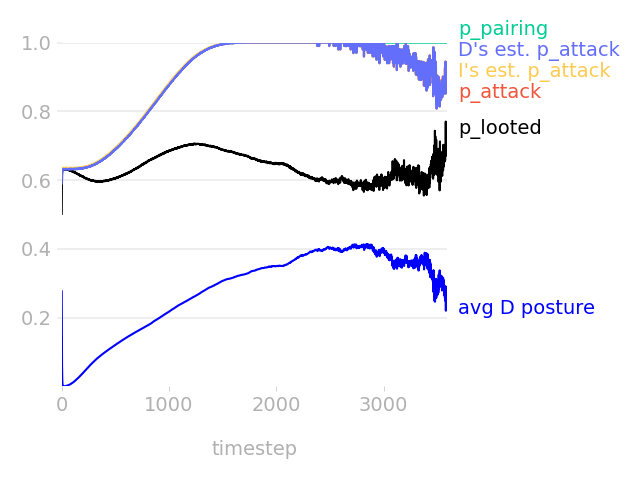 p_pairing
D's est. p_attack
I's est. p_attack
p_attack
p_looted
avg D posture
1.0
0.8
0.6
0.4
0.2
0 1000 2000 3000
timestep